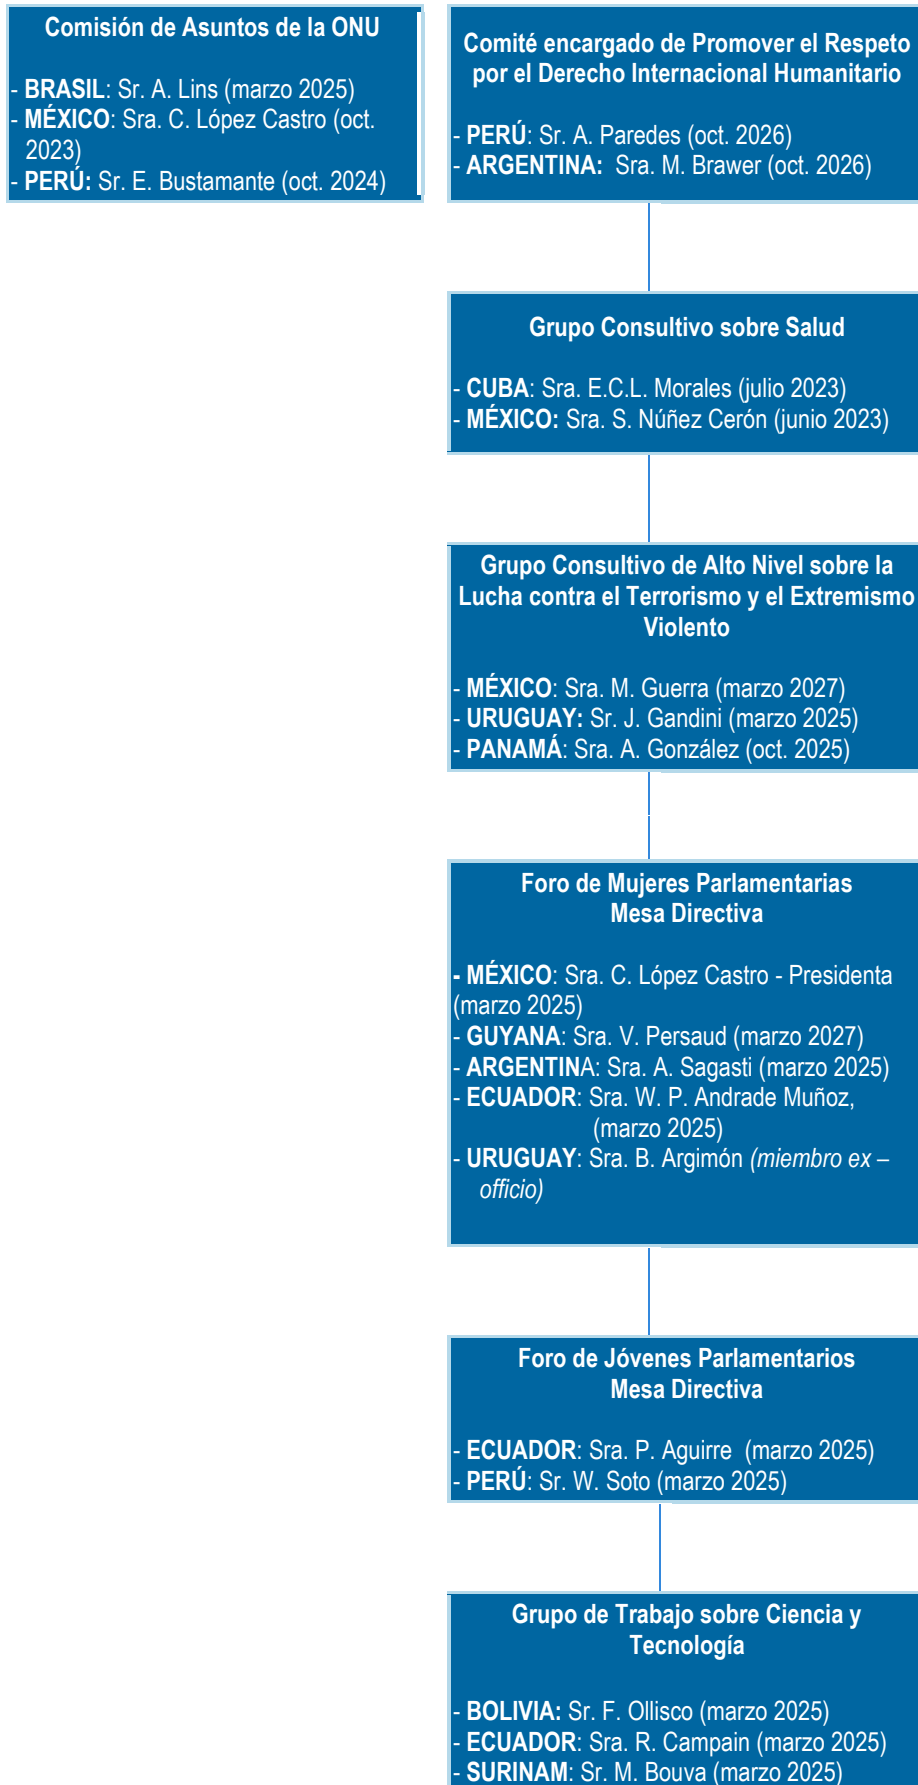 Comisión de Asuntos de la ONU
- BRASIL: Sr. A. Lins (marzo 2025)
- MÉXICO: Sra. C. López Castro (oct.
2023)
- PERÚ: Sr. E. Bustamante (oct. 2024)
Comité encargado de Promover el Respeto
por el Derecho Internacional Humanitario
- PERÚ: Sr. A. Paredes (oct. 2026)
- ARGENTINA: Sra. M. Brawer (oct. 2026)
Grupo Consultivo sobre Salud
- CUBA: Sra. E.C.L. Morales (julio 2023)
- MÉXICO: Sra. S. Núñez Cerón (junio 2023)
Grupo Consultivo de Alto Nivel sobre la
Lucha contra el Terrorismo y el Extremismo
Violento
- MÉXICO: Sra. M. Guerra (marzo 2027)
- URUGUAY: Sr. J. Gandini (marzo 2025)
- PANAMÁ: Sra. A. González (oct. 2025)
Foro de Mujeres Parlamentarias
Mesa Directiva
- MÉXICO: Sra. C. López Castro - Presidenta
(marzo 2025)
- GUYANA: Sra. V. Persaud (marzo 2027)
- ARGENTINA: Sra. A. Sagasti (marzo 2025)
- ECUADOR: Sra. W. P. Andrade Muñoz,
(marzo 2025)
- URUGUAY: Sra. B. Argimón (miembro ex –
officio)
Foro de Jóvenes Parlamentarios
Mesa Directiva
- ECUADOR: Sra. P. Aguirre (marzo 2025)
- PERÚ: Sr. W. Soto (marzo 2025)
Grupo de Trabajo sobre Ciencia y
Tecnología
- BOLIVIA: Sr. F. Ollisco (marzo 2025)
- ECUADOR: Sra. R. Campain (marzo 2025)
- SURINAM: Sr. M. Bouva (marzo 2025)